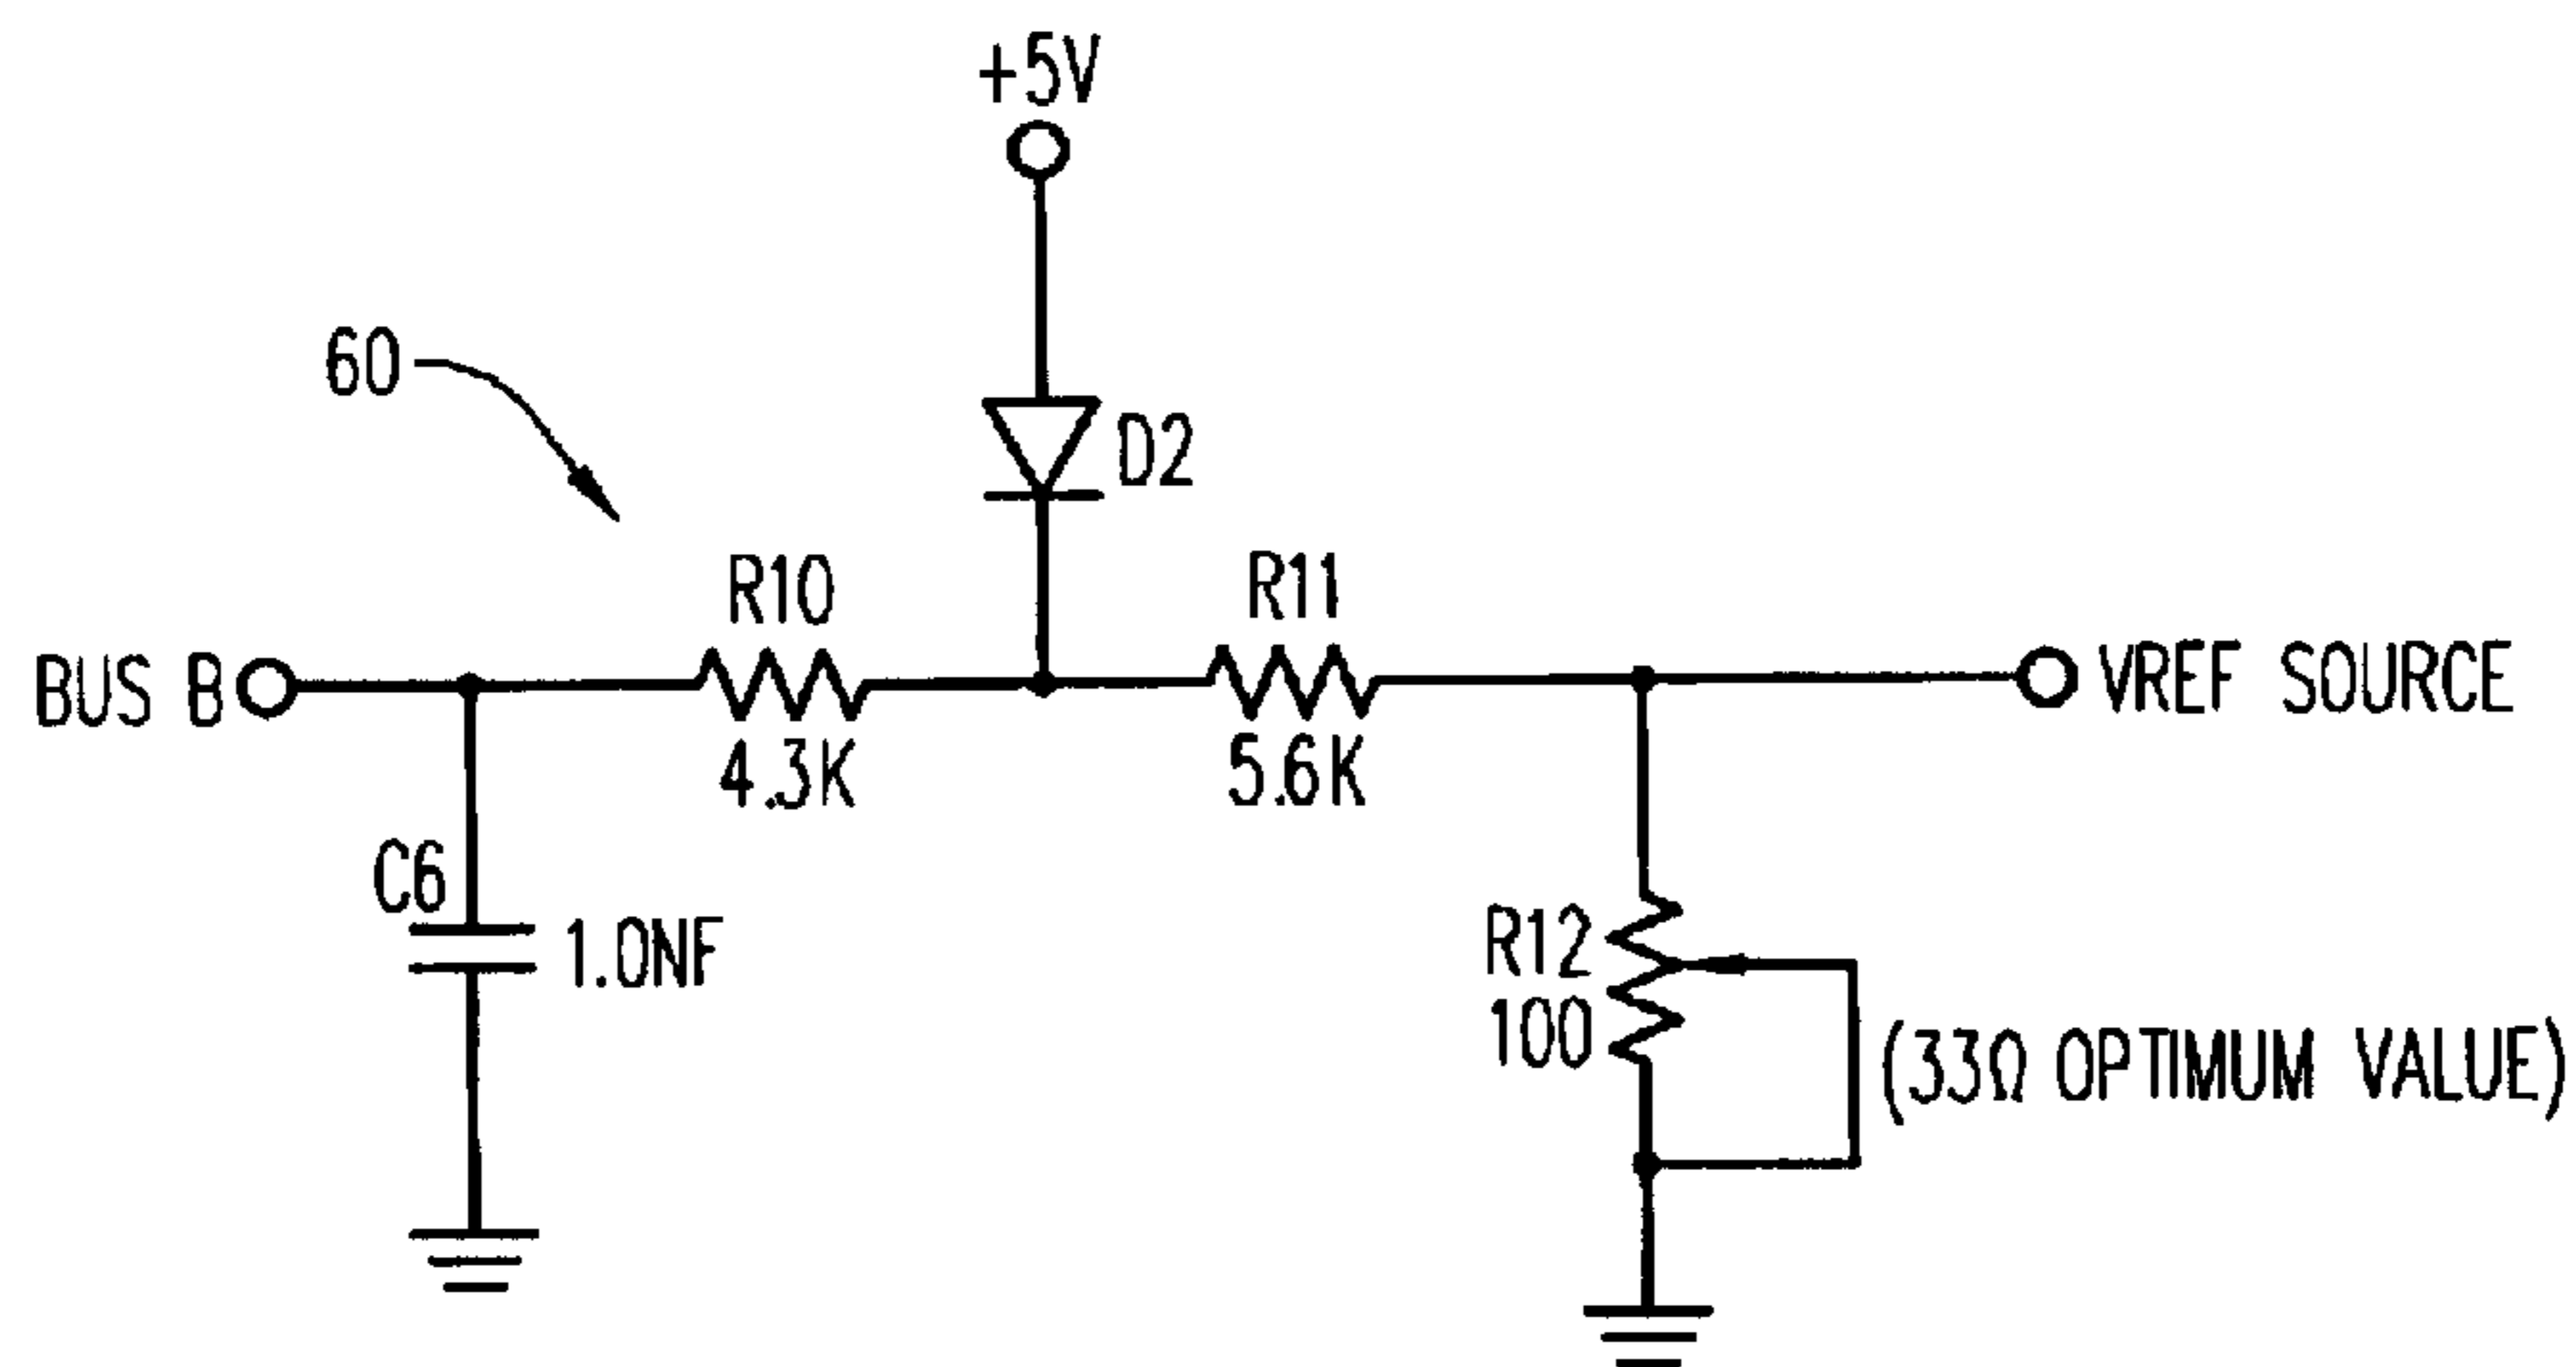 +5V
60
D2
R10
R11
BUS B
VREF SOURCE
4.3K
5.6K
C6
1.0NF
R12
100
(33Ω OPTIMUM VALUE)